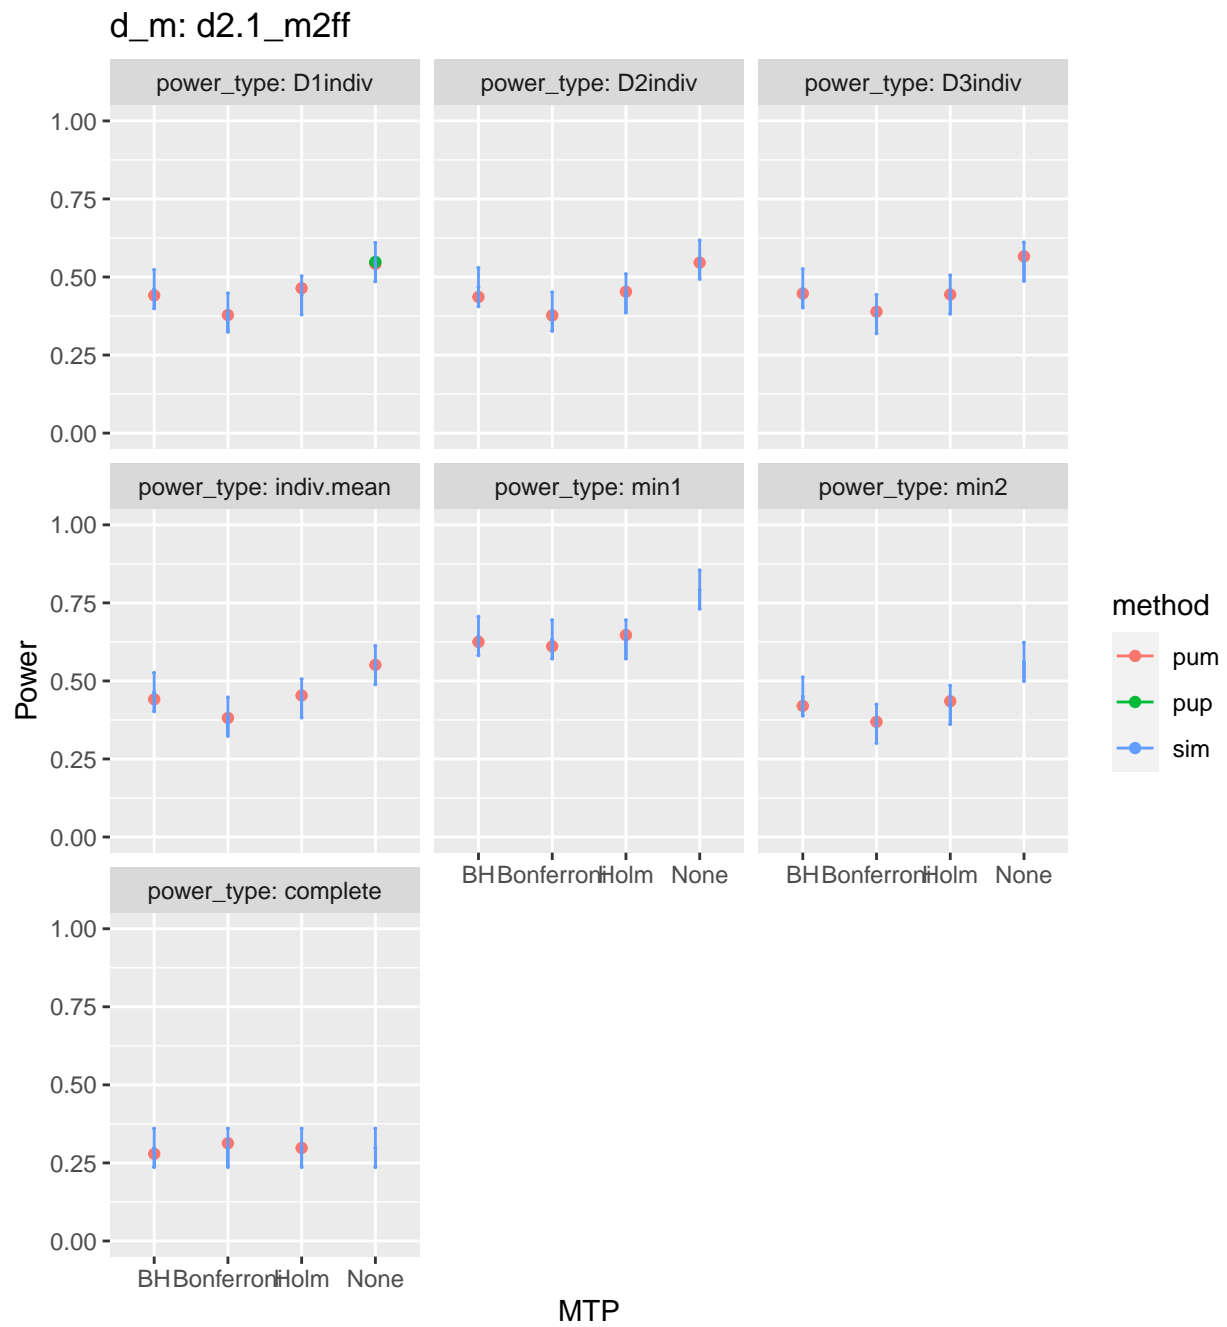 d_m: d2.1_m2ff
power_type: D1indiv
power_type: D2indiv
power_type: D3indiv
1.00
0.75
0.50
0.25
0.00
power_type: indiv.mean
power_type: min1
power_type: min2
1.00
0.75
0.50
0.25
0.00
BH Bonferroni Holm None
BH Bonferroni Holm None
power_type: complete
1.00
0.75
0.50
0.25
0.00
BH Bonferroni Holm None
Power
MTP
method
pum
pup
sim